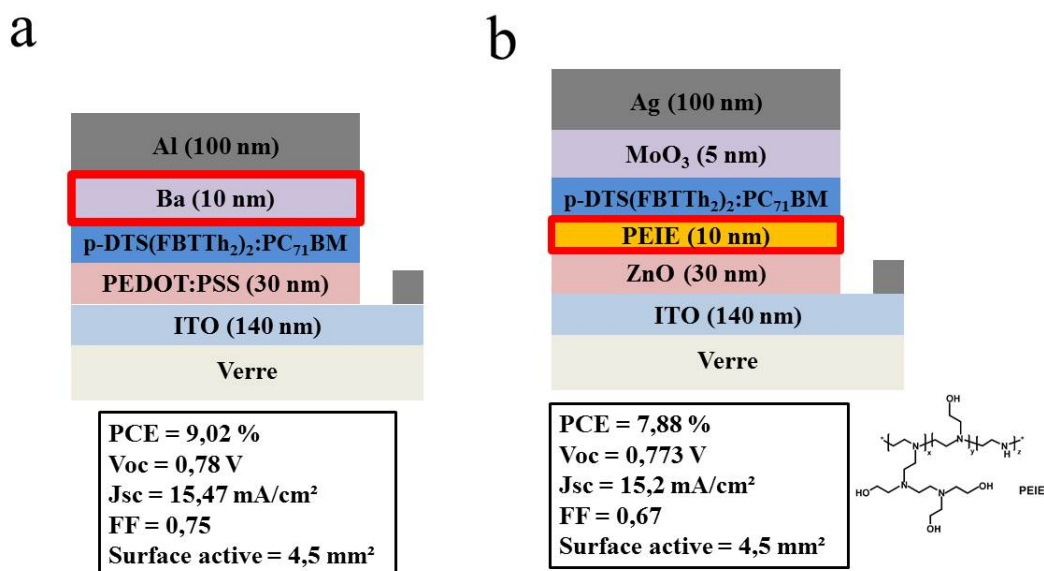 a
Al (100 nm)
Ba (10 nm)
p-DTS(FBTTh₂)₂:PC₇₁BM
PEDOT:PSS (30 nm)
ITO (140 nm)
Verre
PCE = 9,02 %
Voc = 0,78 V
Jsc = 15,47 mA/cm²
FF = 0,75
Surface active = 4,5 mm²
b
Ag (100 nm)
MoO₃ (5 nm)
p-DTS(FBTTh₂)₂:PC₇₁BM
PEIE (10 nm)
ZnO (30 nm)
ITO (140 nm)
Verre
PCE = 7,88 %
Voc = 0,773 V
Jsc = 15,2 mA/cm²
FF = 0,67
Surface active = 4,5 mm²
OH
N x N y N H z
N
HO N OH
OH
PEIE